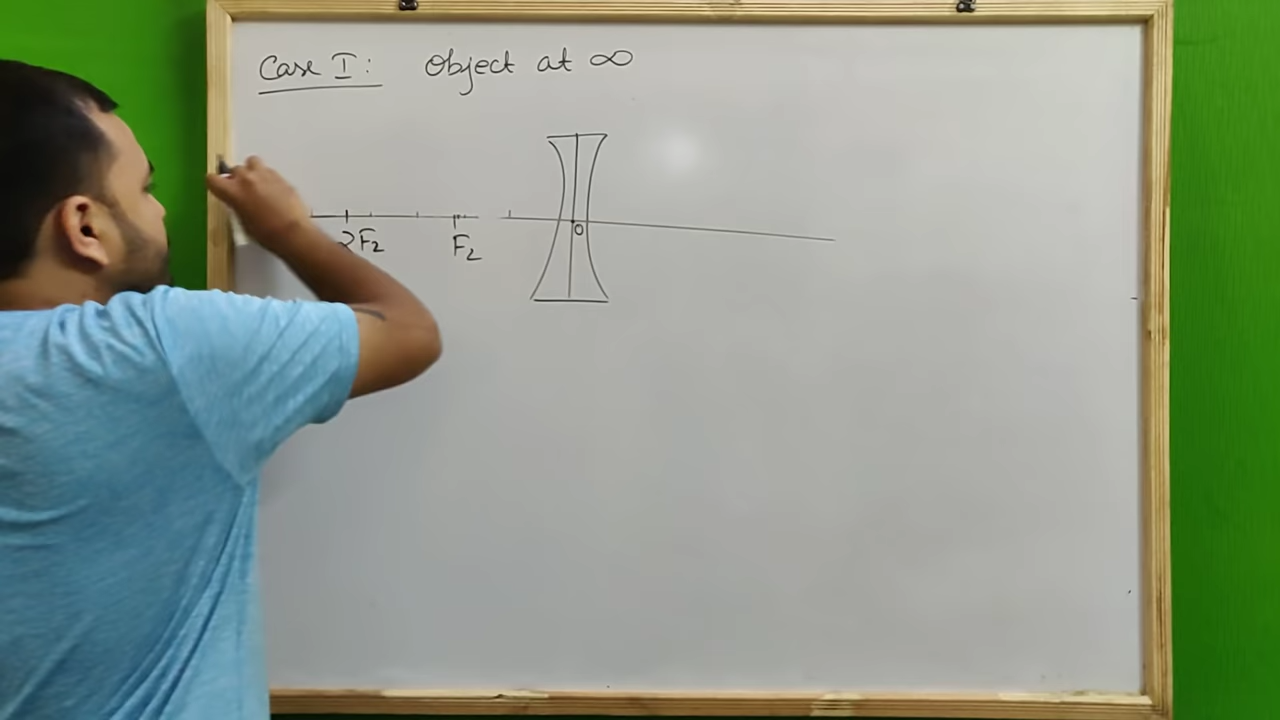 Case I: Object at ∞
2F₂ F₂ O